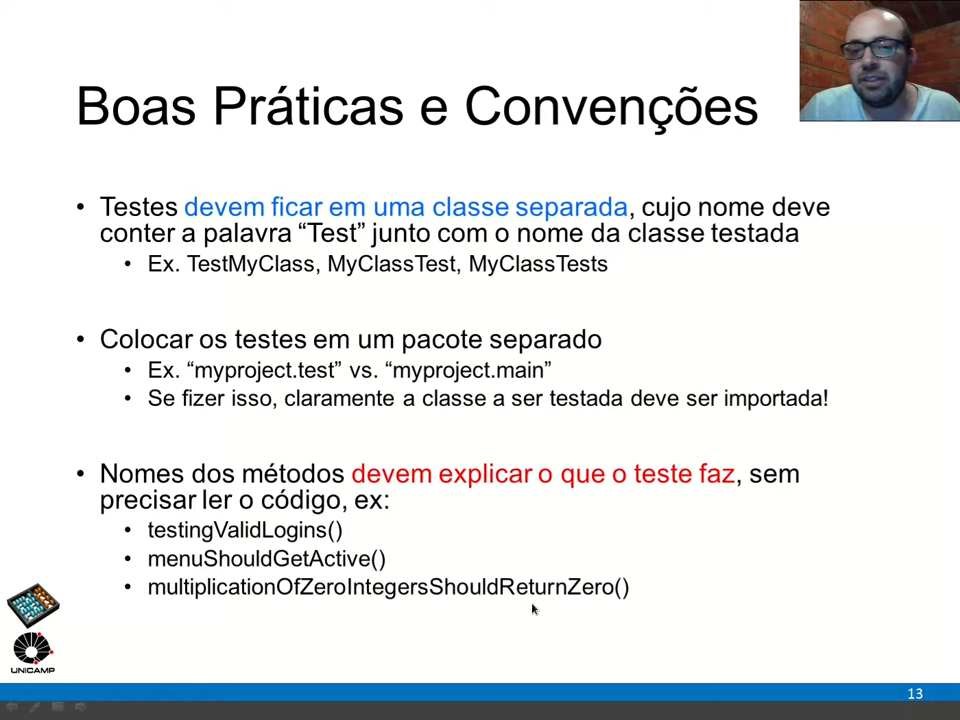 Boas Práticas e Convenções
• Testes devem ficar em uma classe separada, cujo nome deve
conter a palavra “Test” junto com o nome da classe testada
• Ex. TestMyClass, MyClassTest, MyClassTests
• Colocar os testes em um pacote separado
• Ex. “myproject.test” vs. “myproject.main”
• Se fizer isso, claramente a classe a ser testada deve ser importada!
• Nomes dos métodos devem explicar o que o teste faz, sem
precisar ler o código, ex:
• testingValidLogins()
• menuShouldGetActive()
• multiplicationOfZeroIntegersShouldReturnZero()
UNICAMP
13